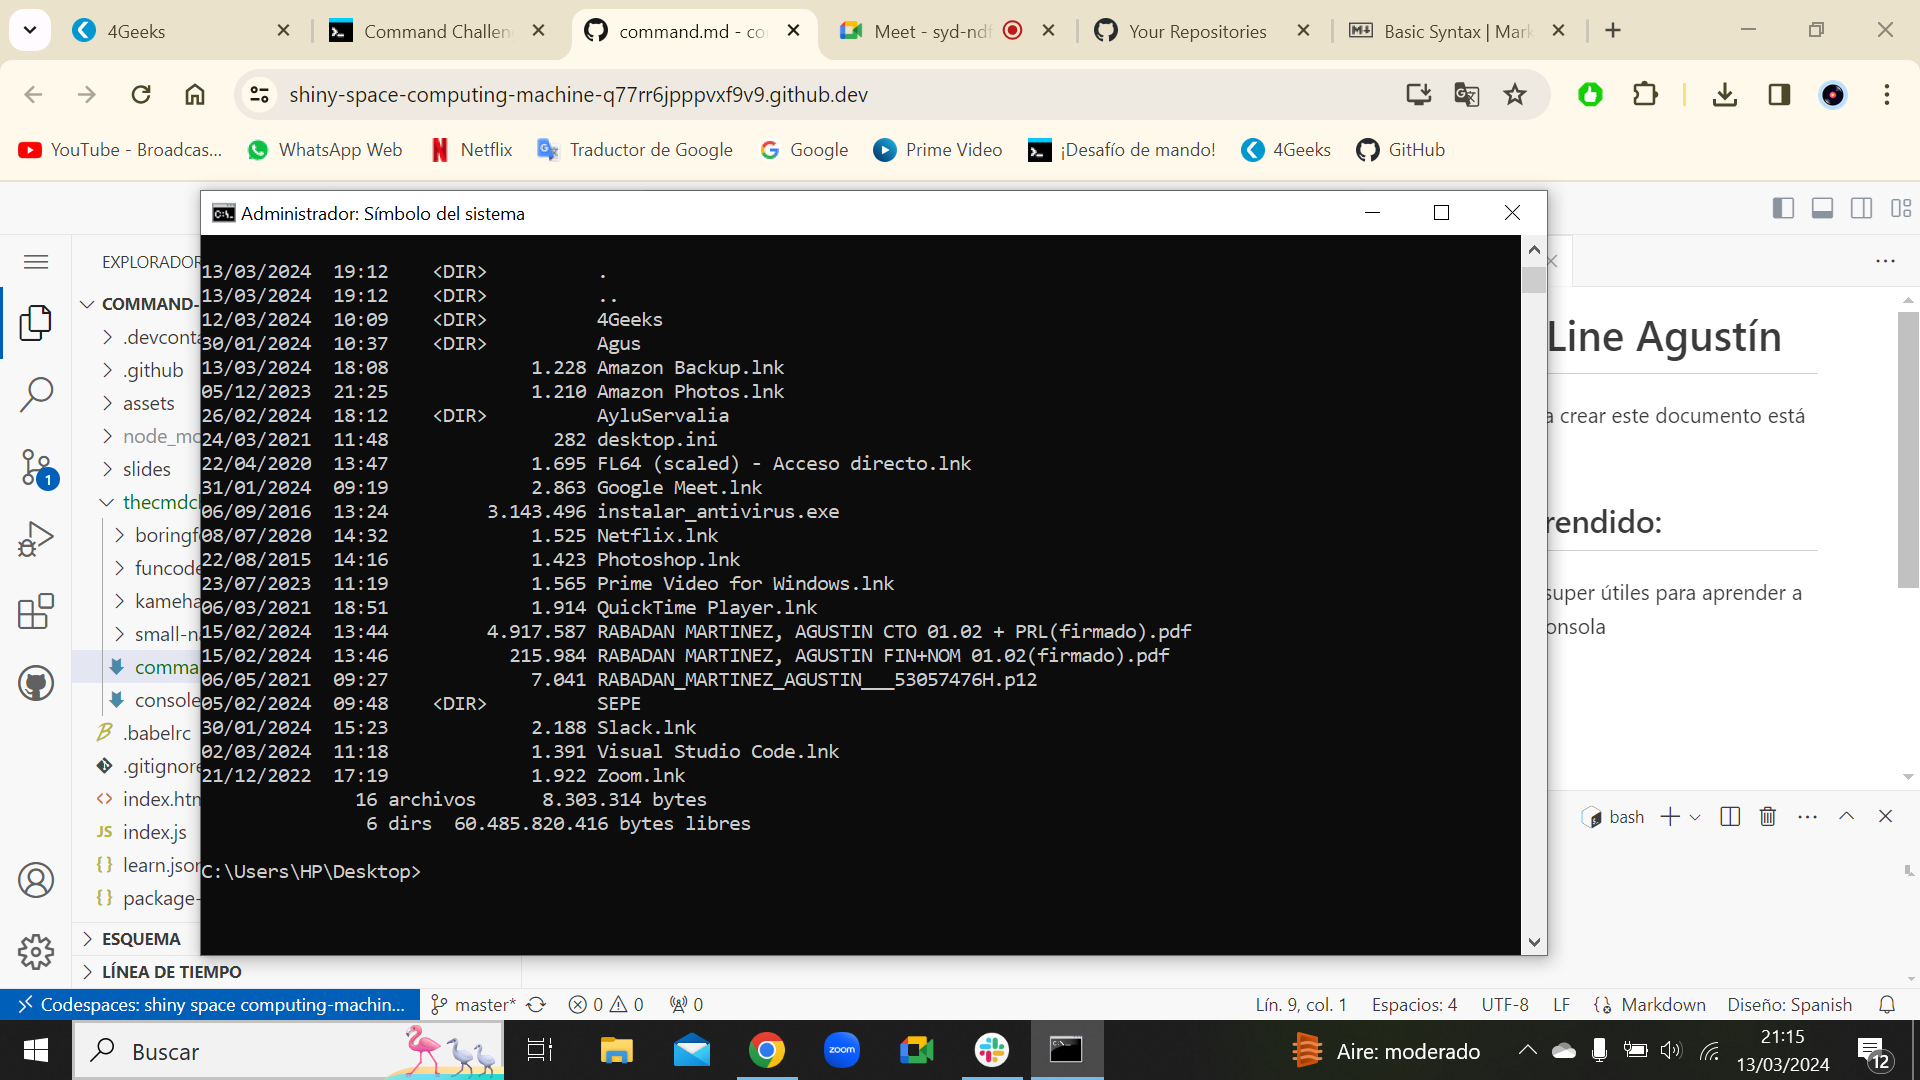 4Geeks
Command Challen
command.md - co
Meet - syd-ndf
Your Repositories
Basic Syntax | Mark
shiny-space-computing-machine-q77rr6jpppvxf9v9.github.dev
YouTube - Broadcas...
WhatsApp Web
Netflix
Traductor de Google
Google
Prime Video
¡Desafío de mando!
4Geeks
GitHub
Administrador: Símbolo del sistema
13/03/2024 19:12 <DIR> .
13/03/2024 19:12 <DIR> ..
12/03/2024 10:09 <DIR> 4Geeks
30/01/2024 10:37 <DIR> Agus
13/03/2024 18:08 1.228 Amazon Backup.lnk
05/12/2023 21:25 1.210 Amazon Photos.lnk
26/02/2024 18:12 <DIR> AyluServalia
24/03/2021 11:48 282 desktop.ini
22/04/2020 13:47 1.695 FL64 (scaled) - Acceso directo.lnk
31/01/2024 09:19 2.863 Google Meet.lnk
06/09/2016 13:24 3.143.496 instalar_antivirus.exe
08/07/2020 14:32 1.525 Netflix.lnk
22/08/2015 14:16 1.423 Photoshop.lnk
23/07/2023 11:19 1.565 Prime Video for Windows.lnk
06/03/2021 18:51 1.914 QuickTime Player.lnk
15/02/2024 13:44 4.917.587 RABADAN MARTINEZ, AGUSTIN CTO 01.02 + PRL(firmado).pdf
15/02/2024 13:46 215.984 RABADAN MARTINEZ, AGUSTIN FIN+NOM 01.02(firmado).pdf
06/05/2021 09:27 7.041 RABADAN_MARTINEZ_AGUSTIN___53057476H.p12
05/02/2024 09:48 <DIR> SEPE
30/01/2024 15:23 2.188 Slack.lnk
02/03/2024 11:18 1.391 Visual Studio Code.lnk
21/12/2022 17:19 1.922 Zoom.lnk
16 archivos 8.303.314 bytes
6 dirs 60.485.820.416 bytes libres
C:\Users\HP\Desktop>
EXPLORADOR
COMMAND-
.devconta
.github
assets
node_mo
slides
thecmdch
boringf
funcode
kameha
small-na
comma
console
.babelrc
.gitignore
index.htm
index.js
learn.json
package-
ESQUEMA
LÍNEA DE TIEMPO
1
Line Agustín
a crear este documento está
rendido:
super útiles para aprender a
onsola
bash
Codespaces: shiny space computing-machin...
master*
0
0
0
Lín. 9, col. 1
Espacios: 4
UTF-8
LF
Markdown
Diseño: Spanish
Buscar
zoom
Aire: moderado
21:15
13/03/2024
12